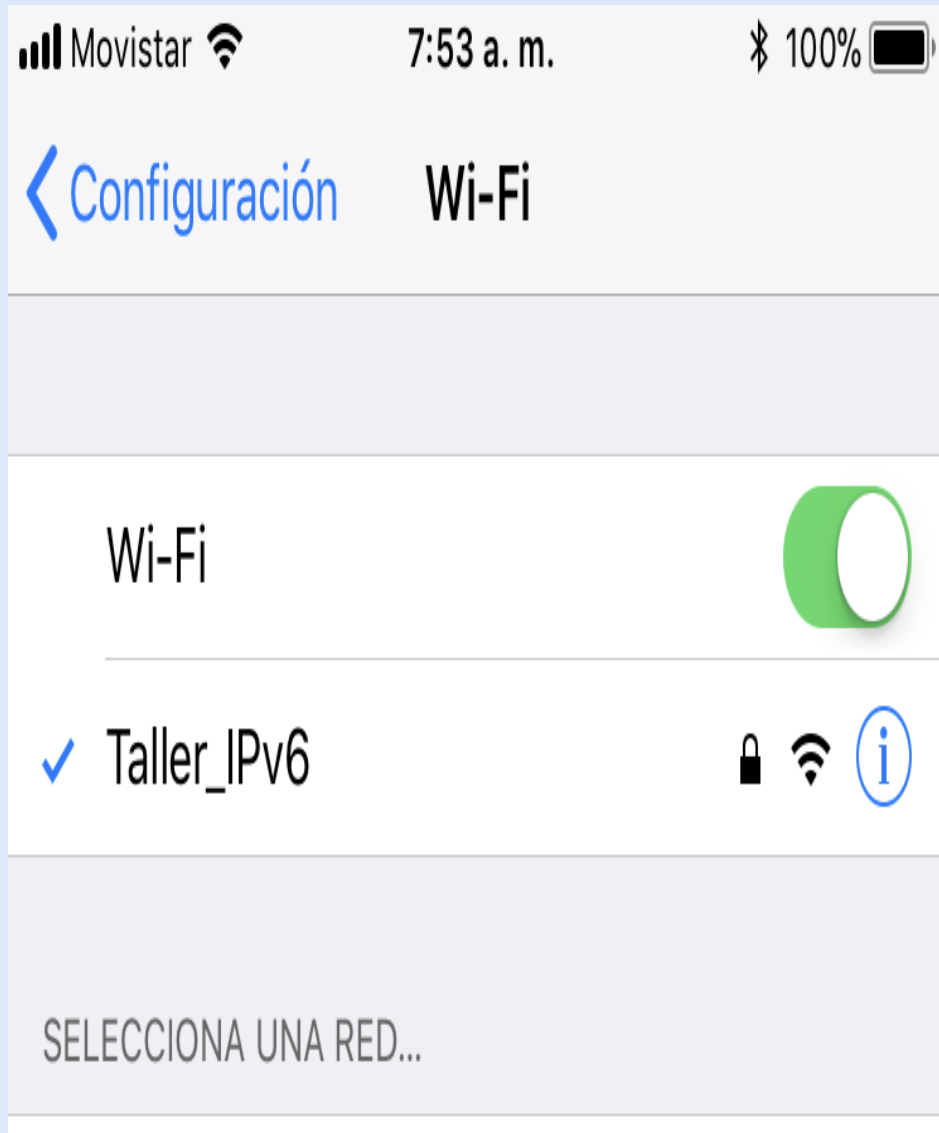 Movistar 7:53 a. m. 100%
Configuración Wi-Fi
Wi-Fi
Taller_IPv6 i
SELECCIONA UNA RED...